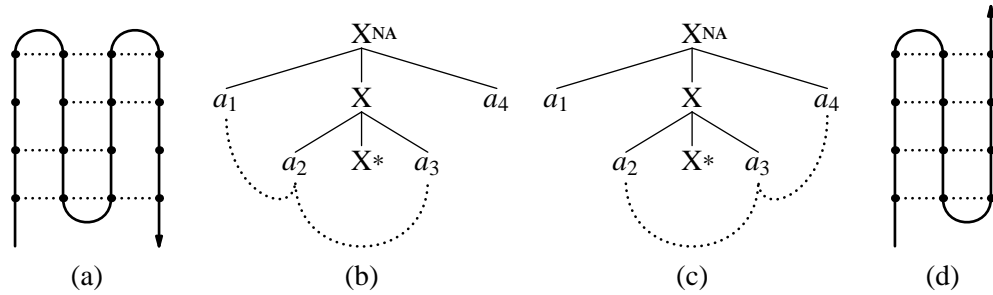 X NA X NA
a1 X a4 a1 X a4
a2 X* a3 a2 X* a3
(a) (b) (c) (d)